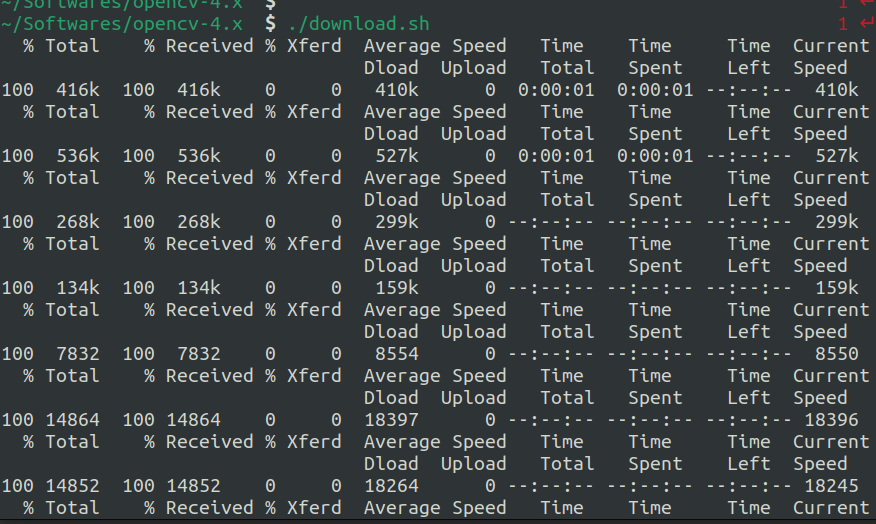 ~/Softwares/opencv-4.x $ 1 ↵
~/Softwares/opencv-4.x $ ./download.sh 1 ↵
% Total % Received % Xferd Average Speed Time Time Time Current
Dload Upload Total Spent Left Speed
100 416k 100 416k 0 0 410k 0 0:00:01 0:00:01 --:--:-- 410k
% Total % Received % Xferd Average Speed Time Time Time Current
Dload Upload Total Spent Left Speed
100 536k 100 536k 0 0 527k 0 0:00:01 0:00:01 --:--:-- 527k
% Total % Received % Xferd Average Speed Time Time Time Current
Dload Upload Total Spent Left Speed
100 268k 100 268k 0 0 299k 0 --:--:-- --:--:-- --:--:-- 299k
% Total % Received % Xferd Average Speed Time Time Time Current
Dload Upload Total Spent Left Speed
100 134k 100 134k 0 0 159k 0 --:--:-- --:--:-- --:--:-- 159k
% Total % Received % Xferd Average Speed Time Time Time Current
Dload Upload Total Spent Left Speed
100 7832 100 7832 0 0 8554 0 --:--:-- --:--:-- --:--:-- 8550
% Total % Received % Xferd Average Speed Time Time Time Current
Dload Upload Total Spent Left Speed
100 14864 100 14864 0 0 18397 0 --:--:-- --:--:-- --:--:-- 18396
% Total % Received % Xferd Average Speed Time Time Time Current
Dload Upload Total Spent Left Speed
100 14852 100 14852 0 0 18264 0 --:--:-- --:--:-- --:--:-- 18245
% Total % Received % Xferd Average Speed Time Time Time Current